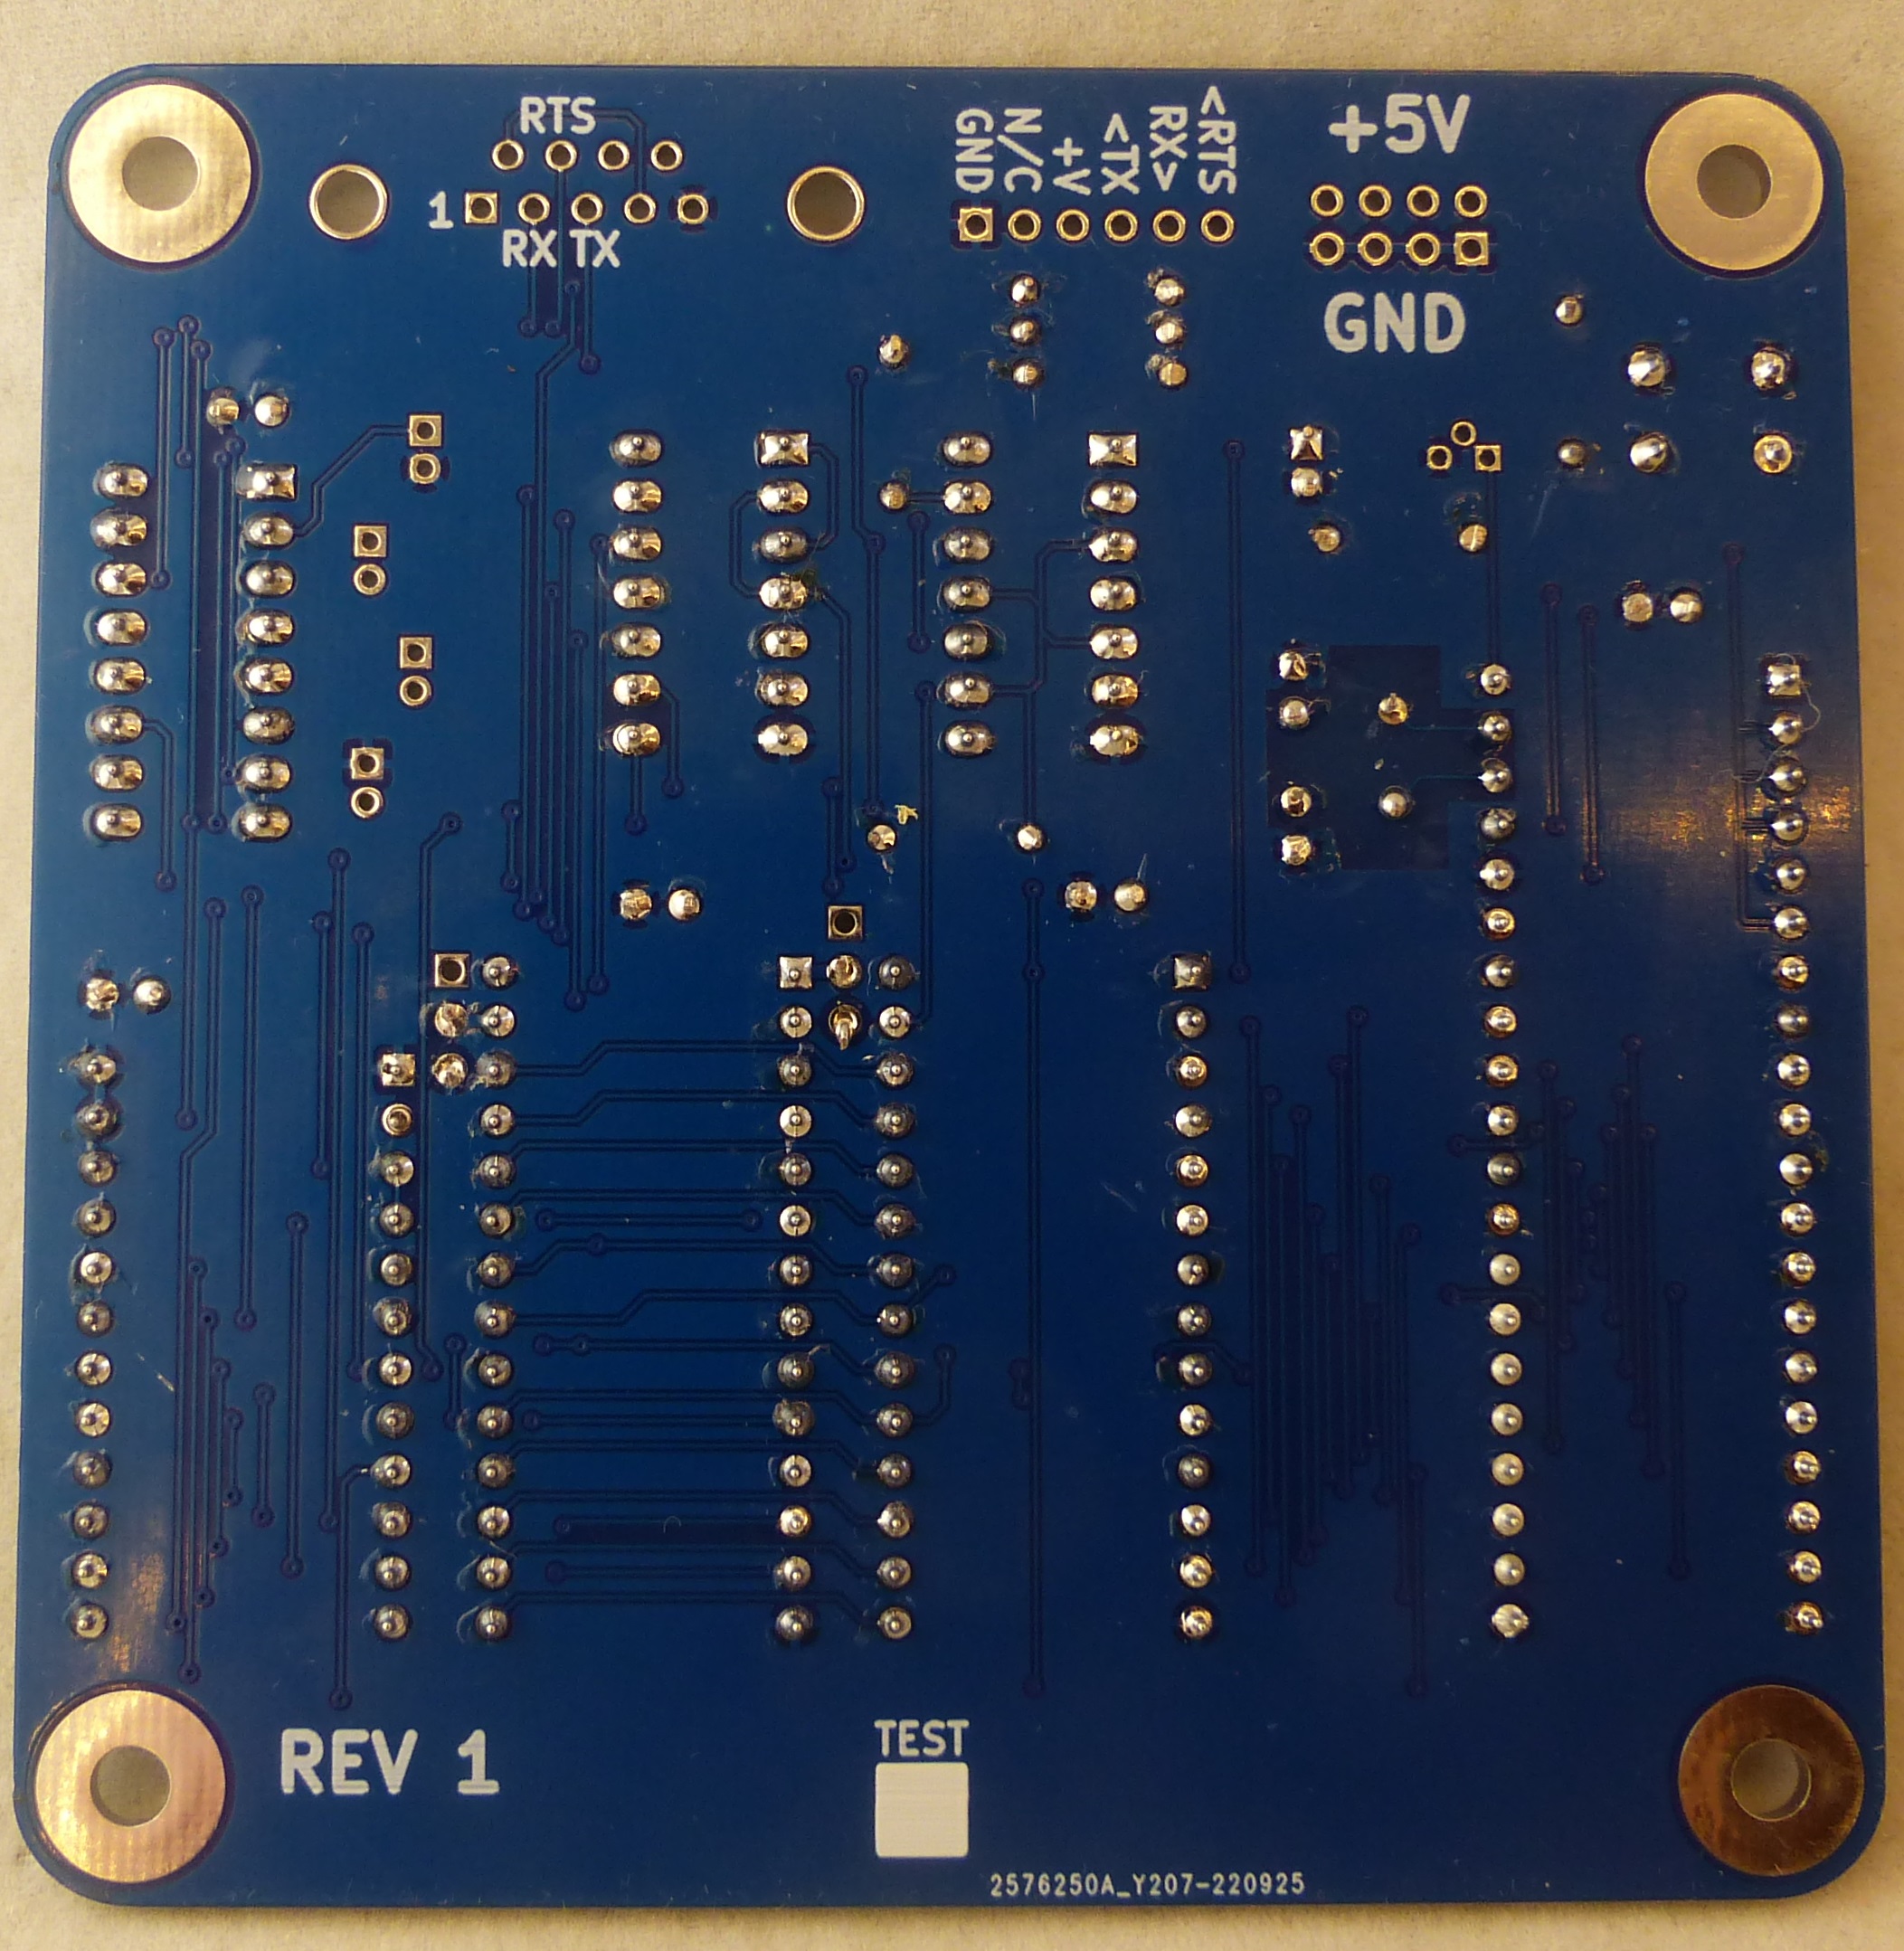 RTS
1
RX TX
GND
N/C
+V
<TX
RX>
<RTS
+5V
GND
REV 1
TEST
2576250A_Y207-220925